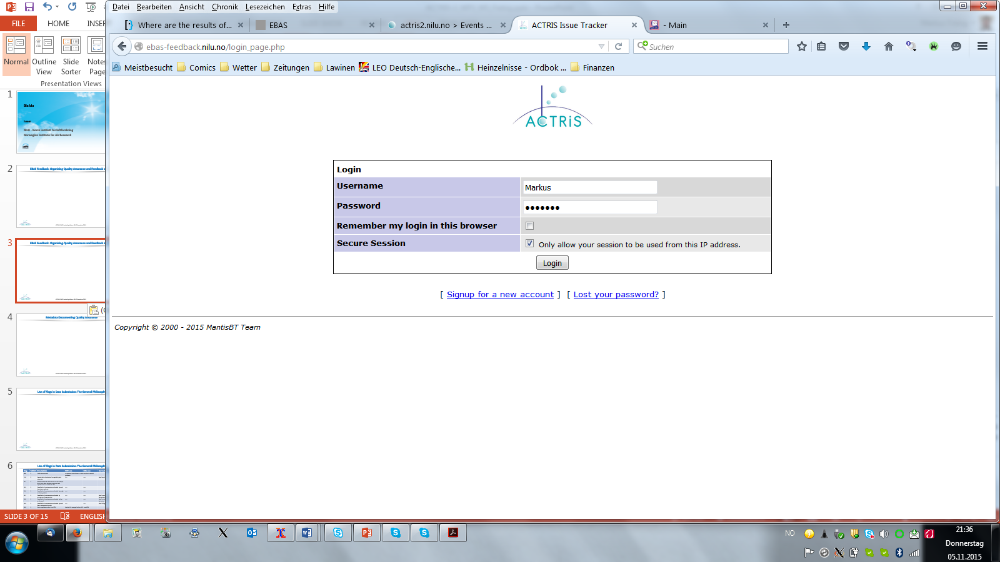 FILE
HOME
INSER
Normal
Outline View
Slide Sorter
Notes Page
Presentation Views
1
Bla bla
NILU - Norsk institutt for luftforskning
Norwegian Institute for Air Research
2
EBAS Feedback: Organising Quality Assurance and Feedback o
3
EBAS Feedback: Organising Quality Assurance and Feedback o
4
Metadata Documenting Quality Assurance
5
Use of Flags in Data Submission: The General Philosophy
6
Use of Flags in Data Submission: The General Philosophy
SLIDE 3 OF 15
ENGLISH
Datei Bearbeiten Ansicht Chronik Lesezeichen Extras Hilfe
Where are the results of...
EBAS
actris2.nilu.no > Events ...
ACTRIS Issue Tracker
- Main
ebas-feedback.nilu.no/login_page.php
Suchen
Meistbesucht Comics Wetter Zeitungen Lawinen LEO Deutsch-Englische... Heinzelnisse - Ordbok ... Finanzen
ACTRiS
Login
Username Markus
Password •••••••
Remember my login in this browser
Secure Session Only allow your session to be used from this IP address.
Login
[ Signup for a new account ] [ Lost your password? ]
Copyright © 2000 - 2015 MantisBT Team
NO
21:36
Donnerstag
05.11.2015